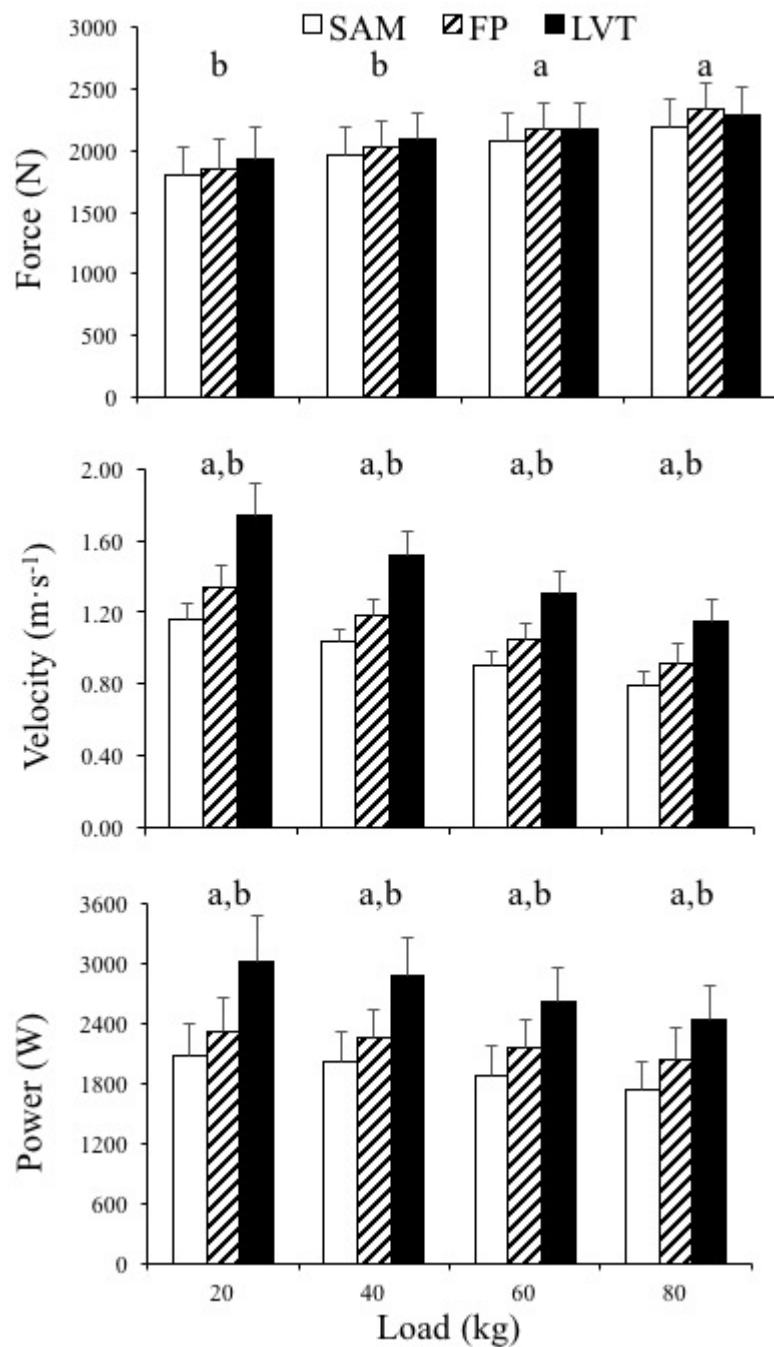 SAM FP LVT
3000
2500
2000
1500
1000
500
0
Force (N)
b b a a
2.00
1.60
1.20
0.80
0.40
0.00
Velocity (m·s-1)
a,b a,b a,b a,b
3600
3000
2400
1800
1200
600
0
Power (W)
a,b a,b a,b a,b
20 40 60 80
Load (kg)